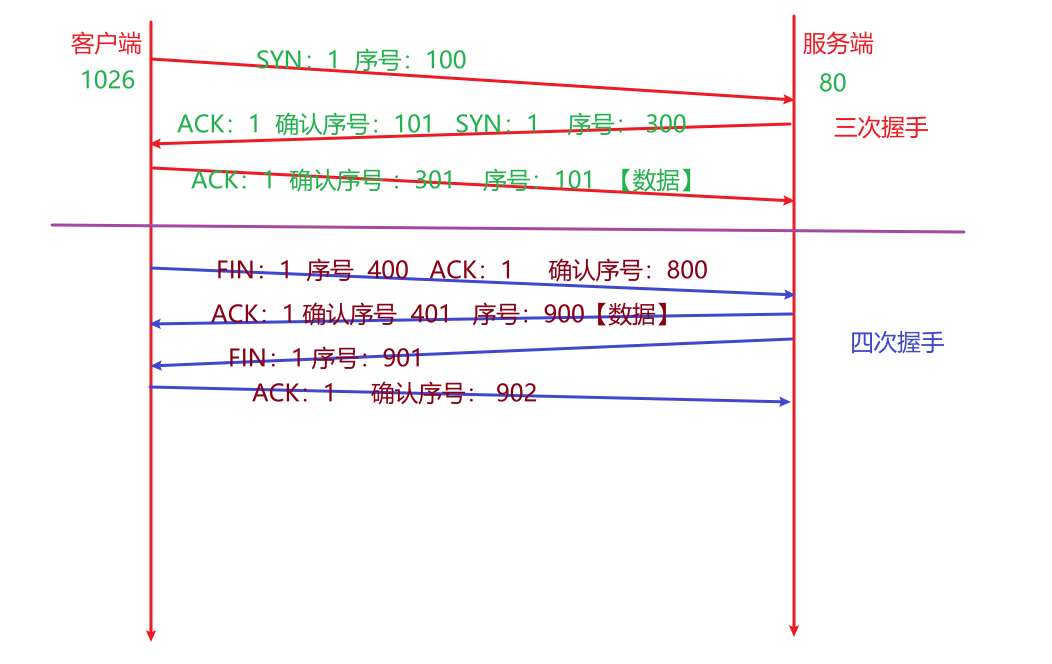 客户端
1026
服务端
80
SYN：1 序号：100
ACK：1 确认序号：101 SYN：1 序号： 300
三次握手
ACK：1 确认序号 ：301 序号：101 【数据】
FIN：1 序号 400 ACK：1 确认序号：800
ACK：1 确认序号 401 序号：900【数据】
四次握手
FIN：1 序号：901
ACK：1 确认序号： 902